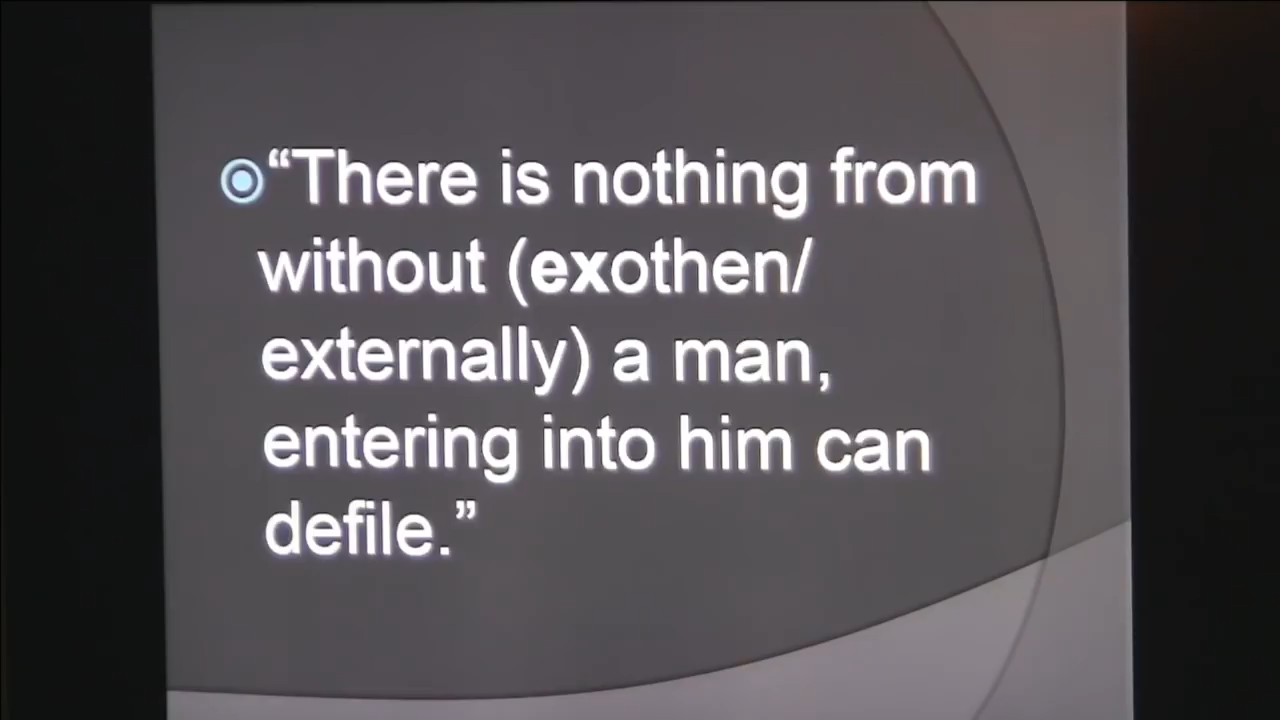 “There is nothing from
without (exothen/
externally) a man,
entering into him can
defile.”